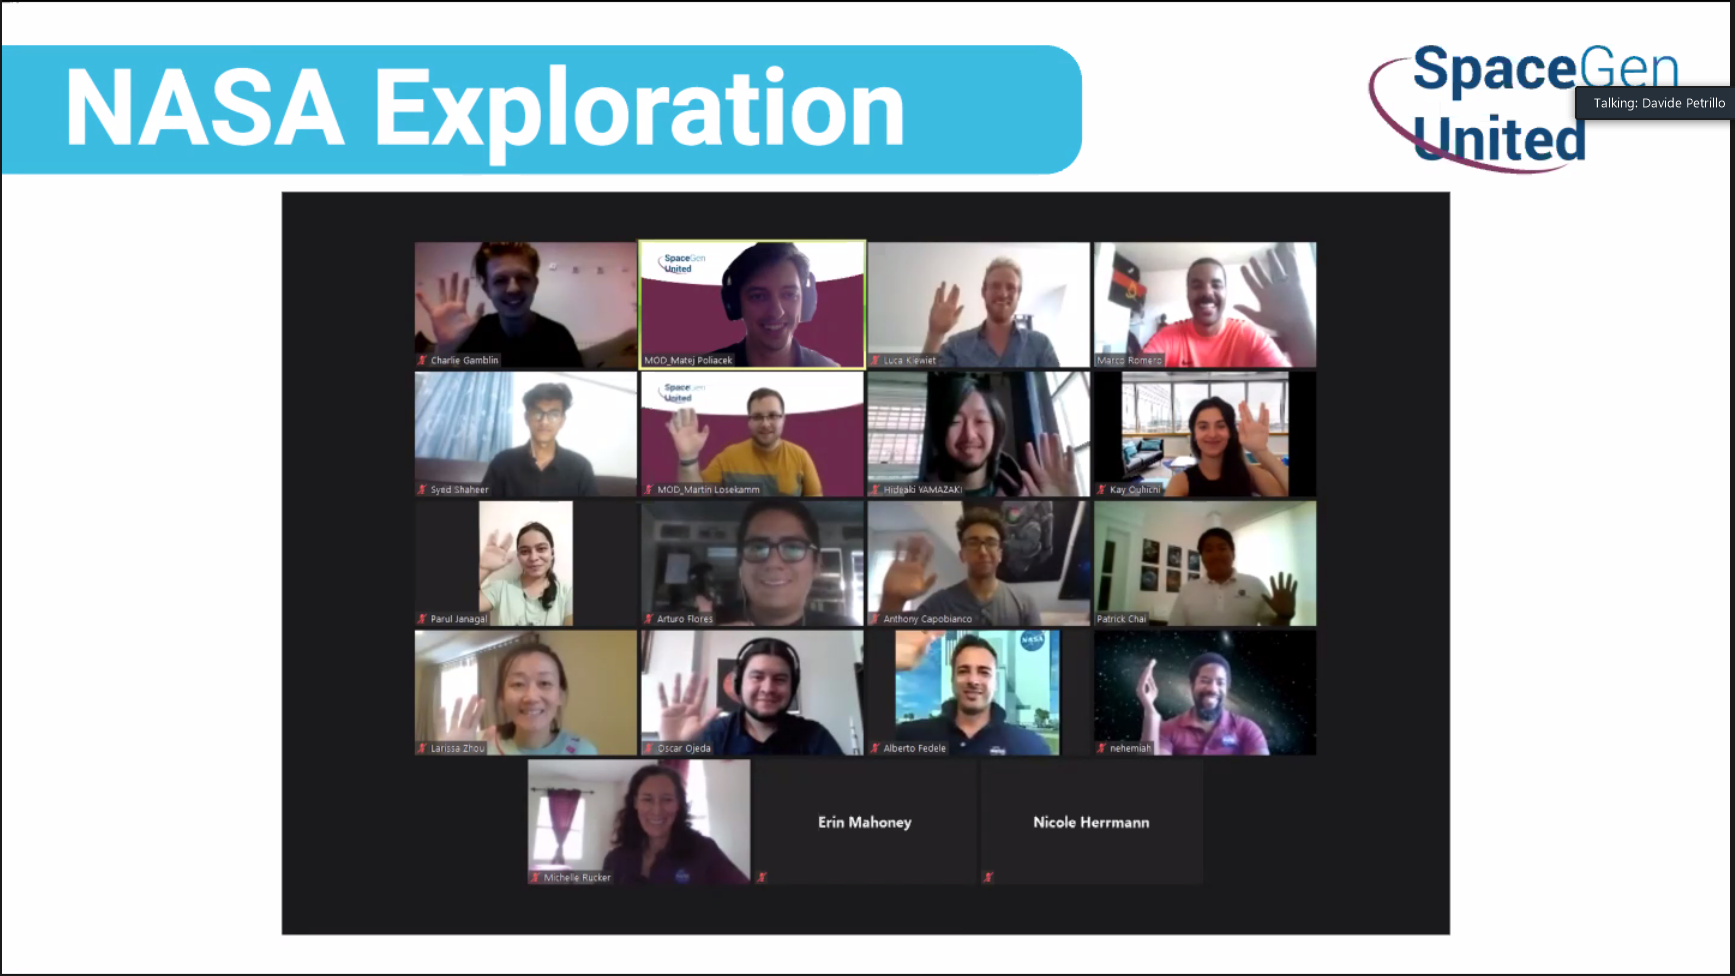 NASA Exploration
SpaceGen
United
Talking: Davide Petrillo
SpaceGen
United
Charlie Gamblin
MOD_Matej Poliacek
Luca Kiewiet
Marco Romero
SpaceGen
United
Syed Shaheer
MOD_Martin Losekamm
Hideaki YAMAZAKI
Kay Oulhichi
Parul Janagal
Arturo Flores
Anthony Capobianco
Patrick Chai
NASA
Larissa Zhou
Oscar Ojeda
Alberto Fedele
nehemiah
Erin Mahoney
Nicole Herrmann
Michelle Rucker